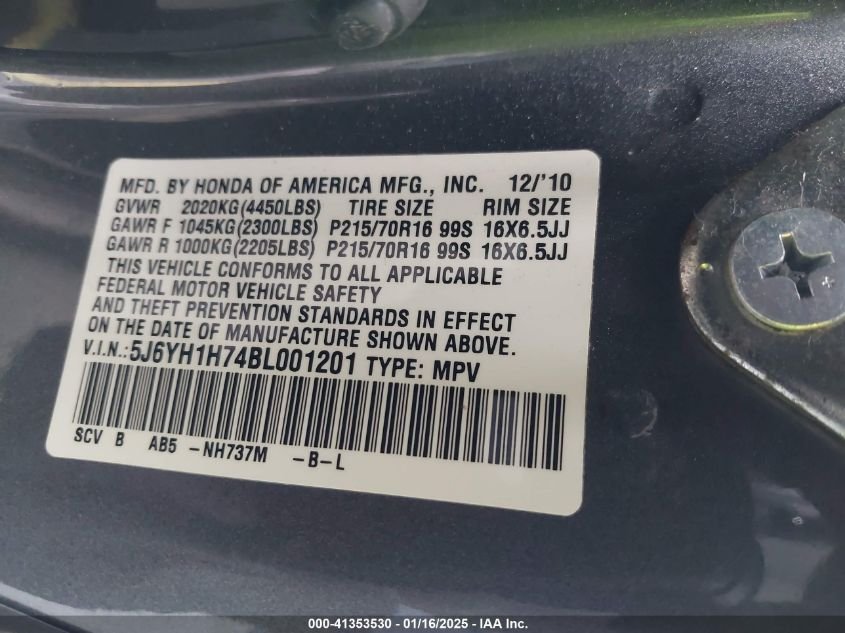 MFD. BY HONDA OF AMERICA MFG., INC. 12/'10
GVWR 2020KG(4450LBS) TIRE SIZE RIM SIZE
GAWR F 1045KG(2300LBS) P215/70R16 99S 16X6.5JJ
GAWR R 1000KG(2205LBS) P215/70R16 99S 16X6.5JJ
THIS VEHICLE CONFORMS TO ALL APPLICABLE
FEDERAL MOTOR VEHICLE SAFETY
AND THEFT PREVENTION STANDARDS IN EFFECT
ON THE DATE OF MANUFACTURE SHOWN ABOVE.
V.I.N.:5J6YH1H74BL001201 TYPE: MPV
SCV B AB5 -NH737M -B-L
000-41353530 - 01/16/2025 - IAA Inc.